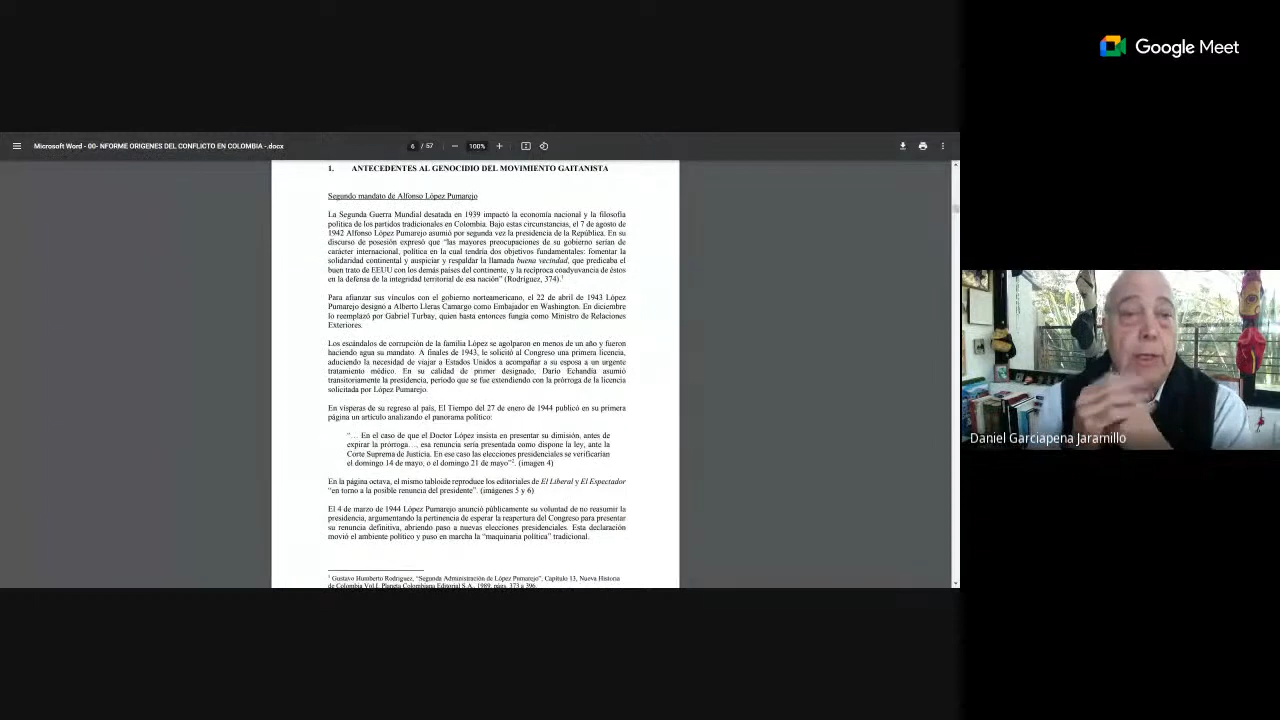 Google Meet
Microsoft Word - 00- NFORME ORIGENES DEL CONFLICTO EN COLOMBIA -.docx
6 / 57
100%
1. ANTECEDENTES AL GENOCIDIO DEL MOVIMIENTO GAITANISTA
Segundo mandato de Alfonso López Pumarejo
La Segunda Guerra Mundial desatada en 1939 impactó la economía nacional y la filosofía
política de los partidos tradicionales en Colombia. Bajo estas circunstancias, el 7 de agosto de
1942 Alfonso López Pumarejo asumió por segunda vez la presidencia de la República. En su
discurso de posesión expresó que “las mayores preocupaciones de su gobierno serían de
carácter internacional, política en la cual tendría dos objetivos fundamentales: fomentar la
solidaridad continental y auspiciar y respaldar la llamada buena vecindad, que predicaba el
buen trato de EEUU con los demás países del continente, y la recíproca coadyuvancia de éstos
en la defensa de la integridad territorial de esa nación” (Rodríguez, 374).1
Para afianzar sus vínculos con el gobierno norteamericano, el 22 de abril de 1943 López
Pumarejo designó a Alberto Lleras Camargo como Embajador en Washington. En diciembre
lo reemplazó por Gabriel Turbay, quien hasta entonces fungía como Ministro de Relaciones
Exteriores.
Los escándalos de corrupción de la familia López se agolparon en menos de un año y fueron
haciendo agua su mandato. A finales de 1943, le solicitó al Congreso una primera licencia,
aduciendo la necesidad de viajar a Estados Unidos a acompañar a su esposa a un urgente
tratamiento médico. En su calidad de primer designado, Darío Echandía asumió
transitoriamente la presidencia, período que se fue extendiendo con la prórroga de la licencia
solicitada por López Pumarejo.
En vísperas de su regreso al país, El Tiempo del 27 de enero de 1944 publicó en su primera
página un artículo analizando el panorama político:
“… En el caso de que el Doctor López insista en presentar su dimisión, antes de
expirar la prórroga…, esa renuncia sería presentada como dispone la ley, ante la
Corte Suprema de Justicia. En ese caso las elecciones presidenciales se verificarían
el domingo 14 de mayo, o el domingo 21 de mayo”2. (imagen 4)
En la página octava, el mismo tabloide reproduce los editoriales de El Liberal y El Espectador
“en torno a la posible renuncia del presidente”. (imágenes 5 y 6)
El 4 de marzo de 1944 López Pumarejo anunció públicamente su voluntad de no reasumir la
presidencia, argumentando la pertinencia de esperar la reapertura del Congreso para presentar
su renuncia definitiva, abriendo paso a nuevas elecciones presidenciales. Esta declaración
movió el ambiente político y puso en marcha la “maquinaria política” tradicional.
1 Gustavo Humberto Rodríguez, “Segunda Administración de López Pumarejo”, Capítulo 13, Nueva Historia
de Colombia Vol.I, Planeta Colombiana Editorial S.A., 1989; págs. 373 a 396.
Daniel Garciapena Jaramillo